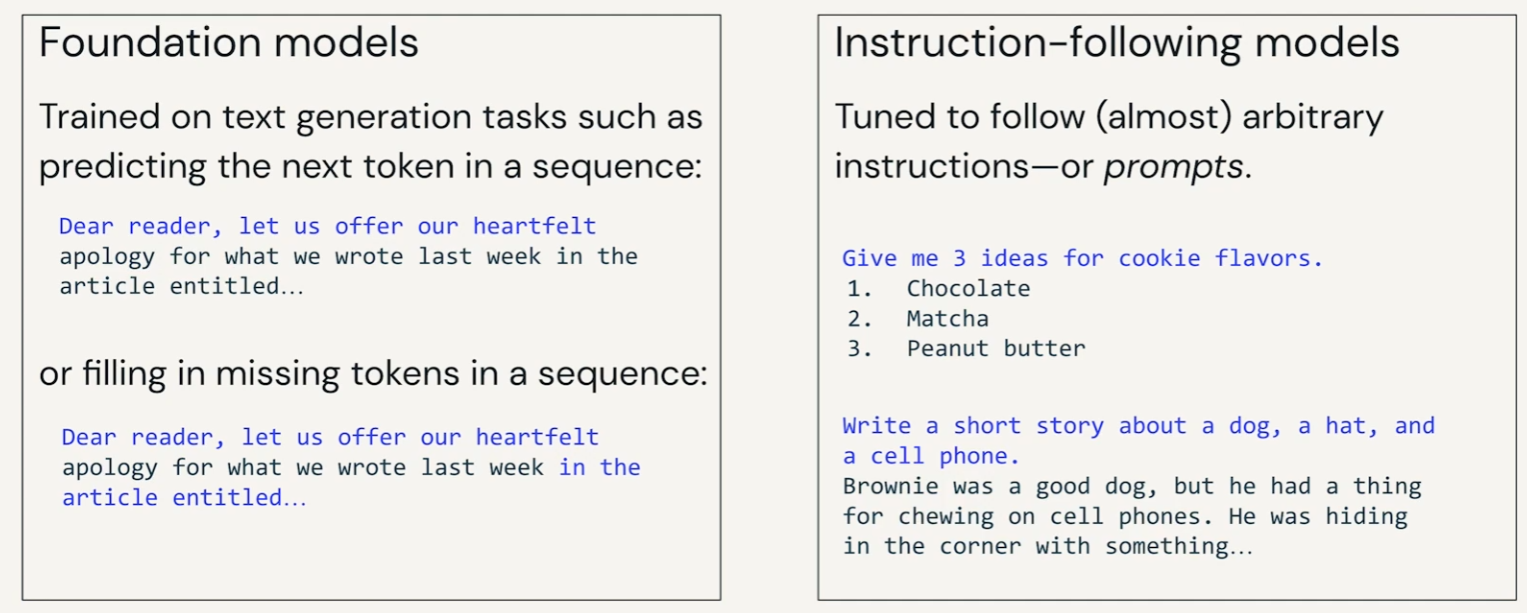 Foundation models
Trained on text generation tasks such as
predicting the next token in a sequence:
Dear reader, let us offer our heartfelt
apology for what we wrote last week in the
article entitled...
or filling in missing tokens in a sequence:
Dear reader, let us offer our heartfelt
apology for what we wrote last week in the
article entitled...
Instruction-following models
Tuned to follow (almost) arbitrary
instructions—or prompts.
Give me 3 ideas for cookie flavors.
1. Chocolate
2. Matcha
3. Peanut butter
Write a short story about a dog, a hat, and
a cell phone.
Brownie was a good dog, but he had a thing
for chewing on cell phones. He was hiding
in the corner with something...